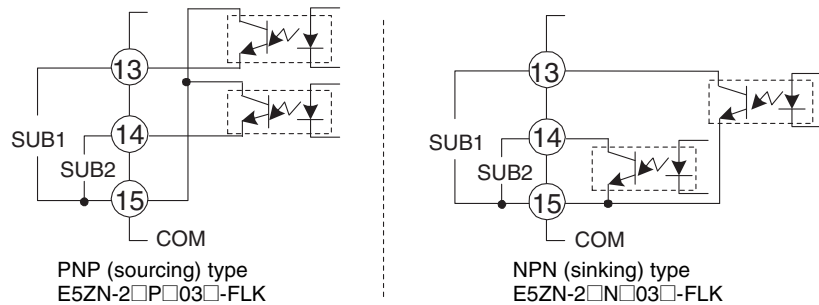 13
14
15
SUB1
SUB2
COM
PNP (sourcing) type
E5ZN-2□P□03□-FLK
13
14
15
SUB1
SUB2
COM
NPN (sinking) type
E5ZN-2□N□03□-FLK